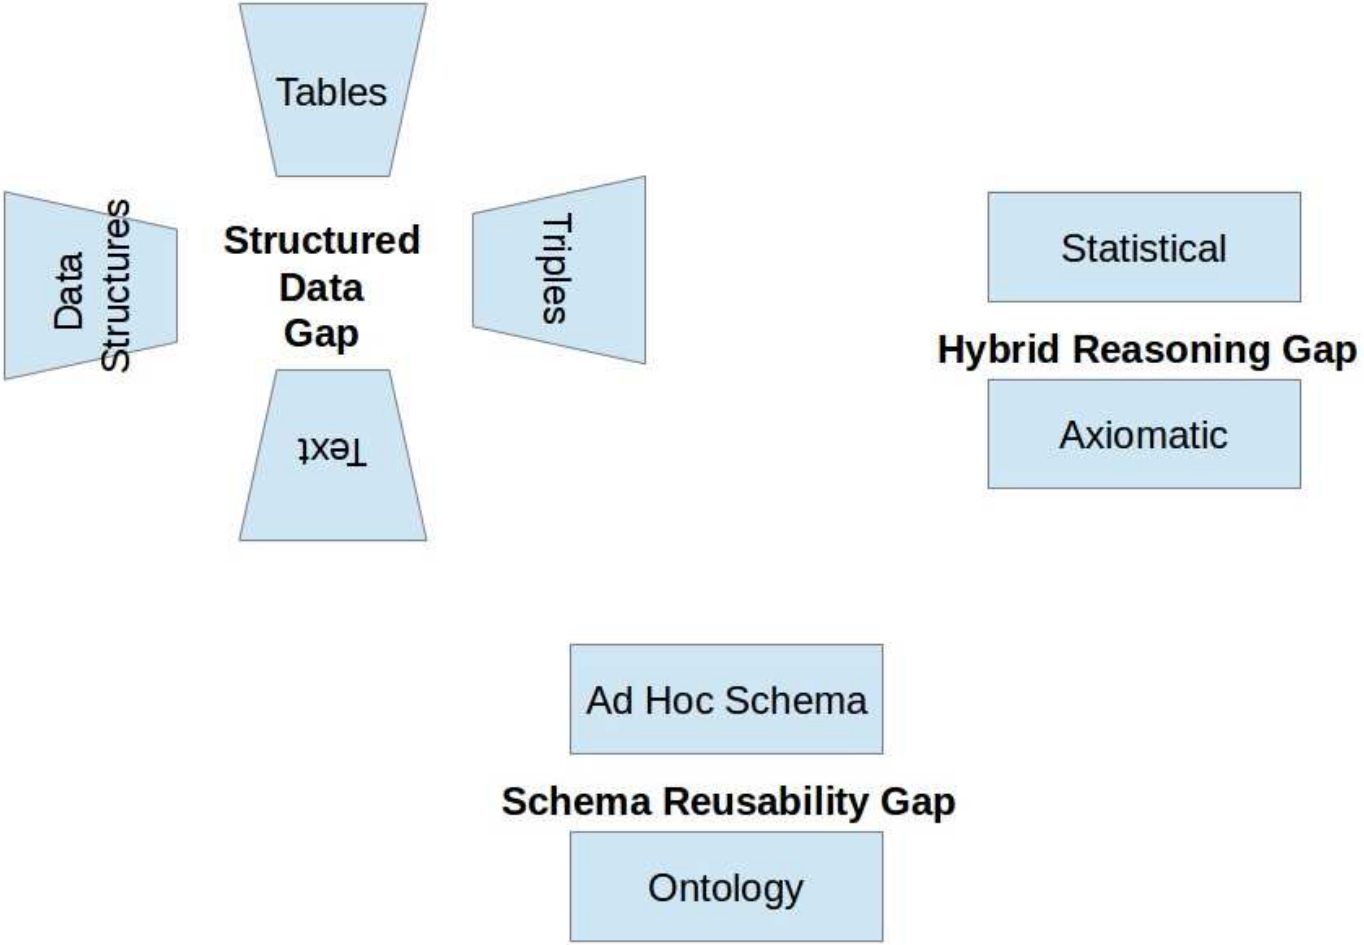 Tables
Data
Structures
Structured
Data
Gap
Triples
Text
Statistical
Hybrid Reasoning Gap
Axiomatic
Ad Hoc Schema
Schema Reusability Gap
Ontology